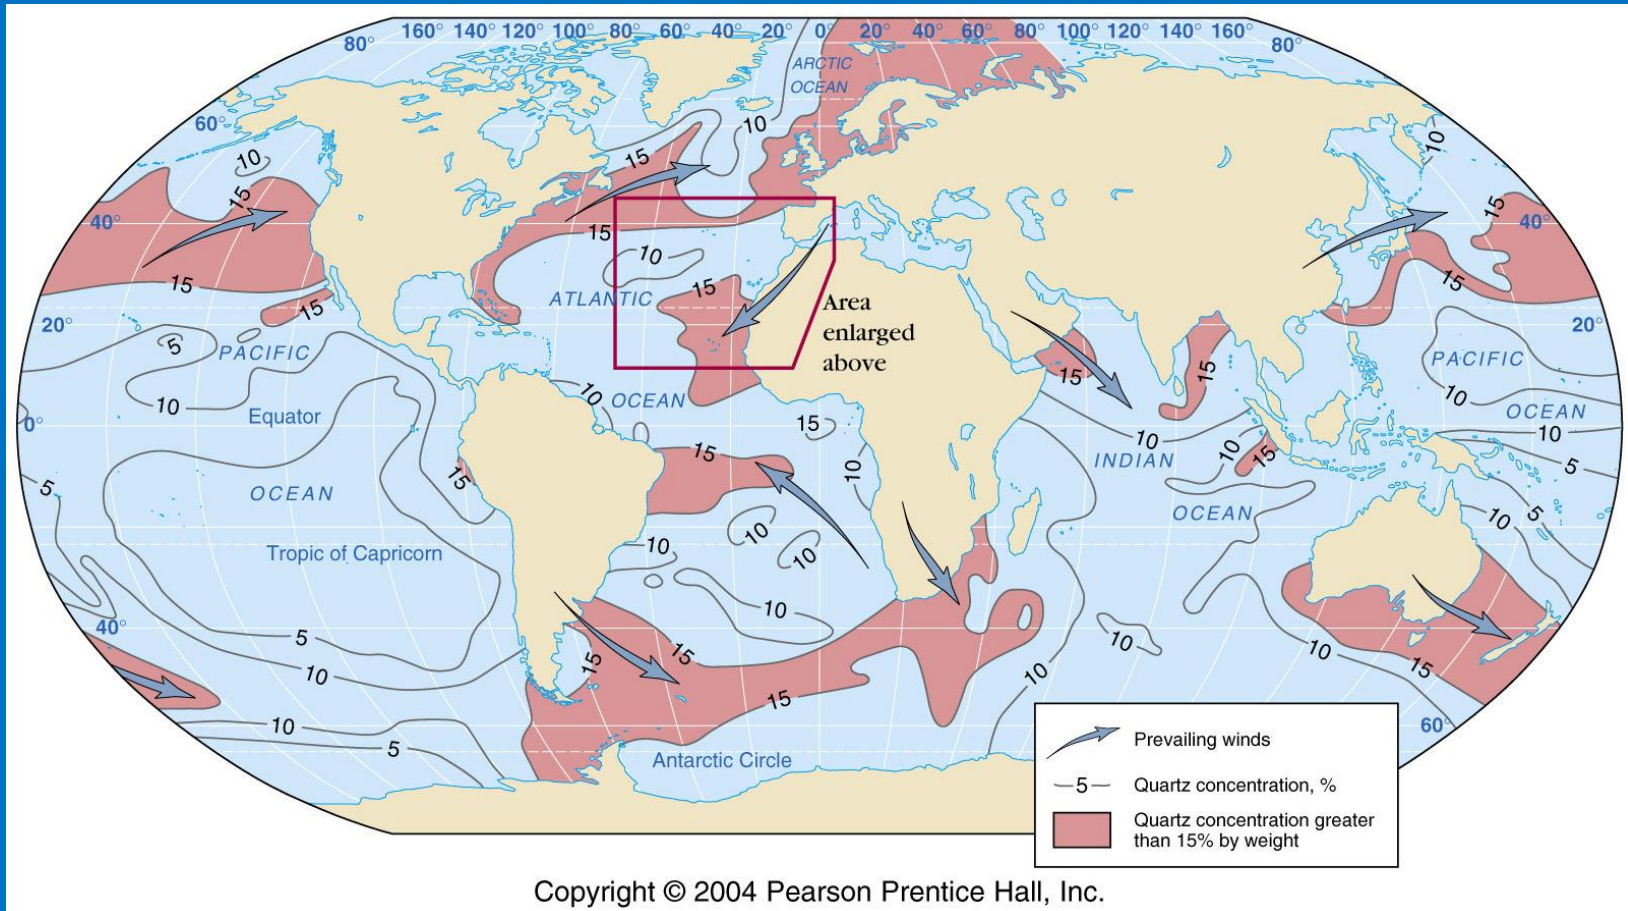 160° 140° 120° 100° 80° 60° 40° 20° 0° 20° 40° 60° 80° 100° 120° 140° 160°
80° 80°
ARCTIC
OCEAN
60° 10 10
10 15
15 15 15
40° 40°
15 10
15 15 15
ATLANTIC
15 Area
enlarged
above
20° 20°
5 PACIFIC PACIFIC
15 15
10 10 OCEAN 10
Equator OCEAN
0° 15 10 10
15 10 15
INDIAN 5
15 10
5 OCEAN OCEAN
10 5
10 10
10
Tropic of Capricorn
10
40° 5 10
15 15 10 15
10 10
15
10 60°
5
Antarctic Circle
Prevailing winds
5 Quartz concentration, %
Quartz concentration greater
than 15% by weight
Copyright © 2004 Pearson Prentice Hall, Inc.